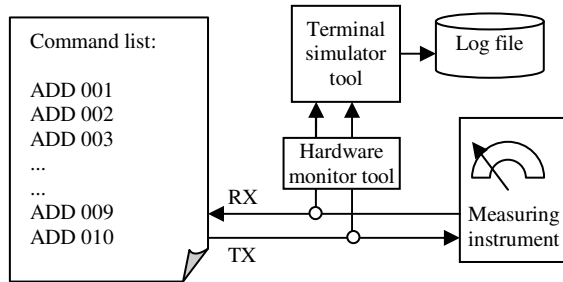 Command list:
ADD 001
ADD 002
ADD 003
...
...
ADD 009
ADD 010
Terminal
simulator
tool
Log file
Hardware
monitor tool
RX
TX
Measuring
instrument